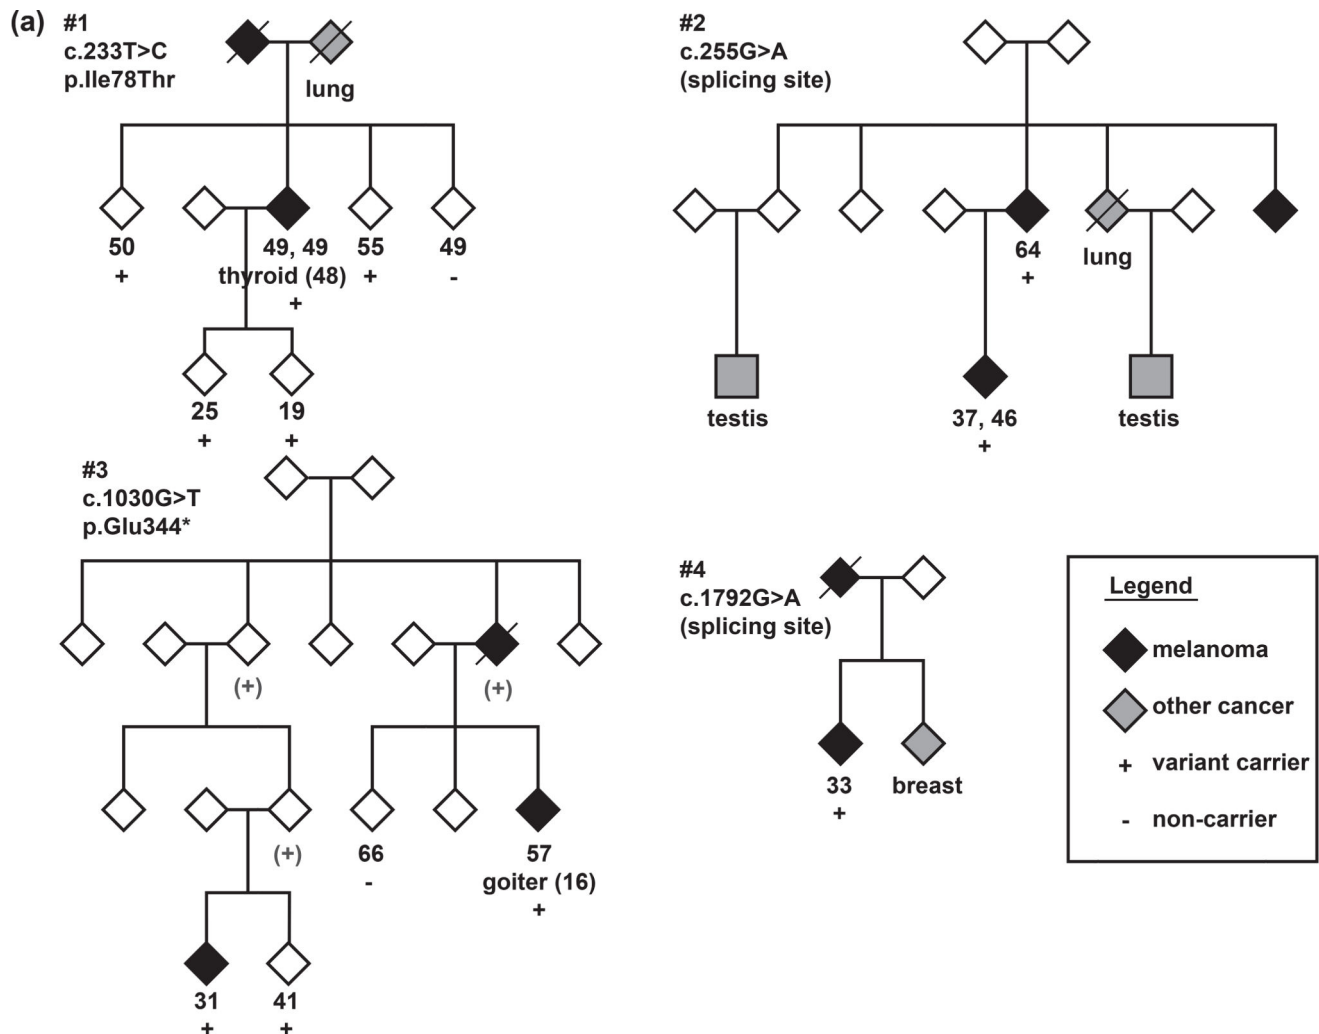 (a)
#1
c.233T>C
p.Ile78Thr
lung
50
+
49, 49
thyroid (48)
+
55
+
49
-
25
+
19
+
#2
c.255G>A
(splicing site)
64
+
lung
testis
37, 46
+
testis
#3
c.1030G>T
p.Glu344*
(+)
(+)
(+)
66
-
57
goiter (16)
+
31
+
41
+
#4
c.1792G>A
(splicing site)
33
+
breast
Legend
melanoma
other cancer
+ variant carrier
- non-carrier